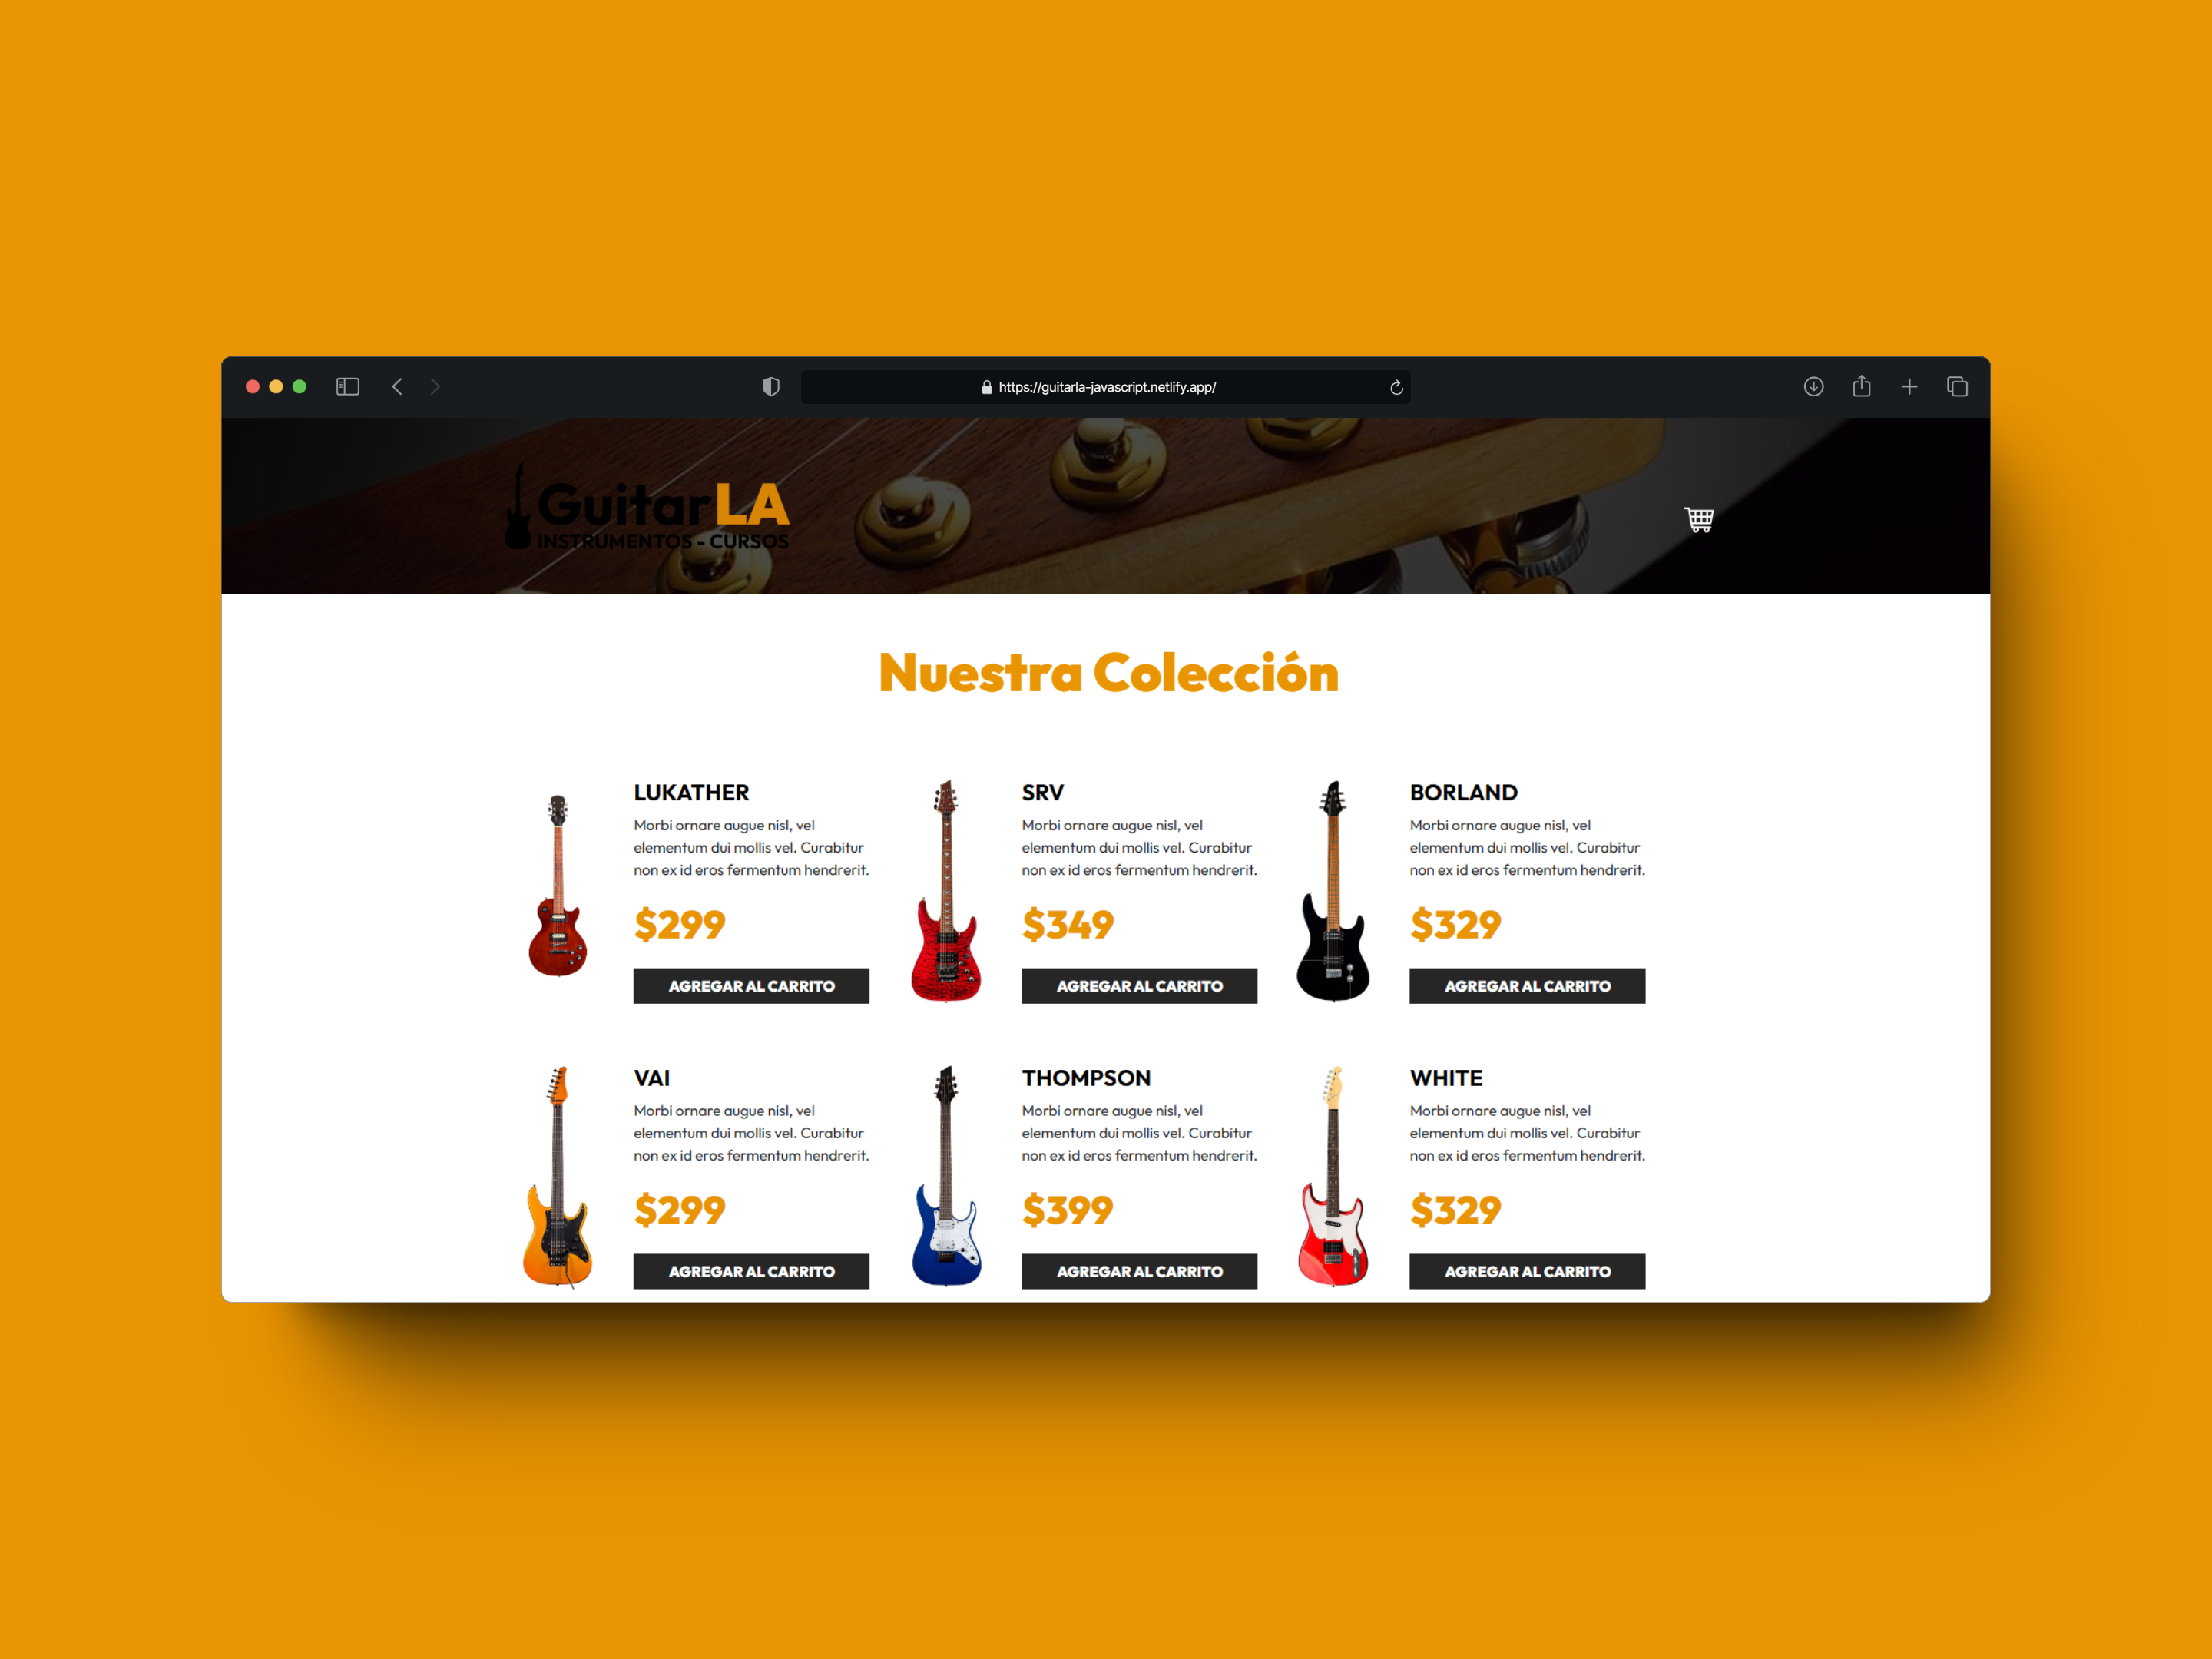 https://guitarla-javascript.netlify.app/
GuitarLA
INSTRUMENTOS - CURSOS
Nuestra Colección
LUKATHER
Morbi ornare augue nisl, vel
elementum dui mollis vel. Curabitur
non ex id eros fermentum hendrerit.
$299
AGREGAR AL CARRITO
SRV
Morbi ornare augue nisl, vel
elementum dui mollis vel. Curabitur
non ex id eros fermentum hendrerit.
$349
AGREGAR AL CARRITO
BORLAND
Morbi ornare augue nisl, vel
elementum dui mollis vel. Curabitur
non ex id eros fermentum hendrerit.
$329
AGREGAR AL CARRITO
VAI
Morbi ornare augue nisl, vel
elementum dui mollis vel. Curabitur
non ex id eros fermentum hendrerit.
$299
AGREGAR AL CARRITO
THOMPSON
Morbi ornare augue nisl, vel
elementum dui mollis vel. Curabitur
non ex id eros fermentum hendrerit.
$399
AGREGAR AL CARRITO
WHITE
Morbi ornare augue nisl, vel
elementum dui mollis vel. Curabitur
non ex id eros fermentum hendrerit.
$329
AGREGAR AL CARRITO